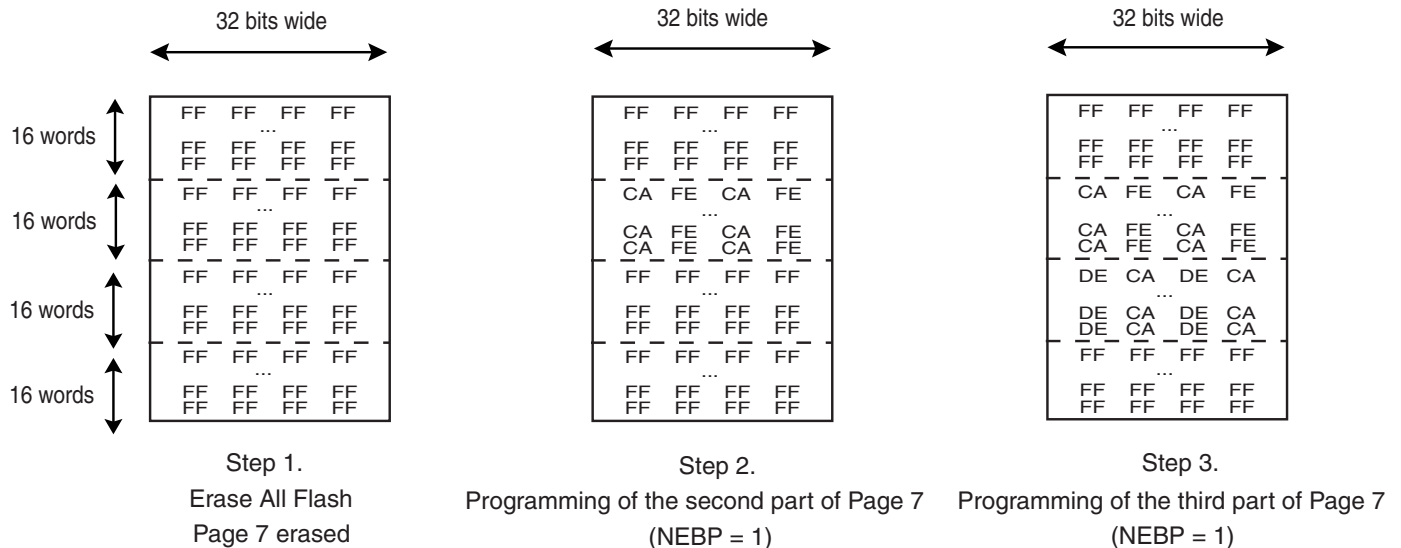 32 bits wide
32 bits wide
32 bits wide
16 words
16 words
16 words
16 words
FF FF FF FF
...
FF FF FF FF
FF FF FF FF
FF FF FF FF
...
FF FF FF FF
FF FF FF FF
FF FF FF FF
...
FF FF FF FF
FF FF FF FF
FF FF FF FF
...
FF FF FF FF
FF FF FF FF
Step 1.
Erase All Flash
Page 7 erased
FF FF FF FF
...
FF FF FF FF
FF FF FF FF
CA FE CA FE
...
CA FE CA FE
CA FE CA FE
FF FF FF FF
...
FF FF FF FF
FF FF FF FF
FF FF FF FF
...
FF FF FF FF
FF FF FF FF
Step 2.
Programming of the second part of Page 7
(NEBP = 1)
FF FF FF FF
...
FF FF FF FF
FF FF FF FF
CA FE CA FE
...
CA FE CA FE
CA FE CA FE
DE CA DE CA
...
DE CA DE CA
DE CA DE CA
FF FF FF FF
...
FF FF FF FF
FF FF FF FF
Step 3.
Programming of the third part of Page 7
(NEBP = 1)